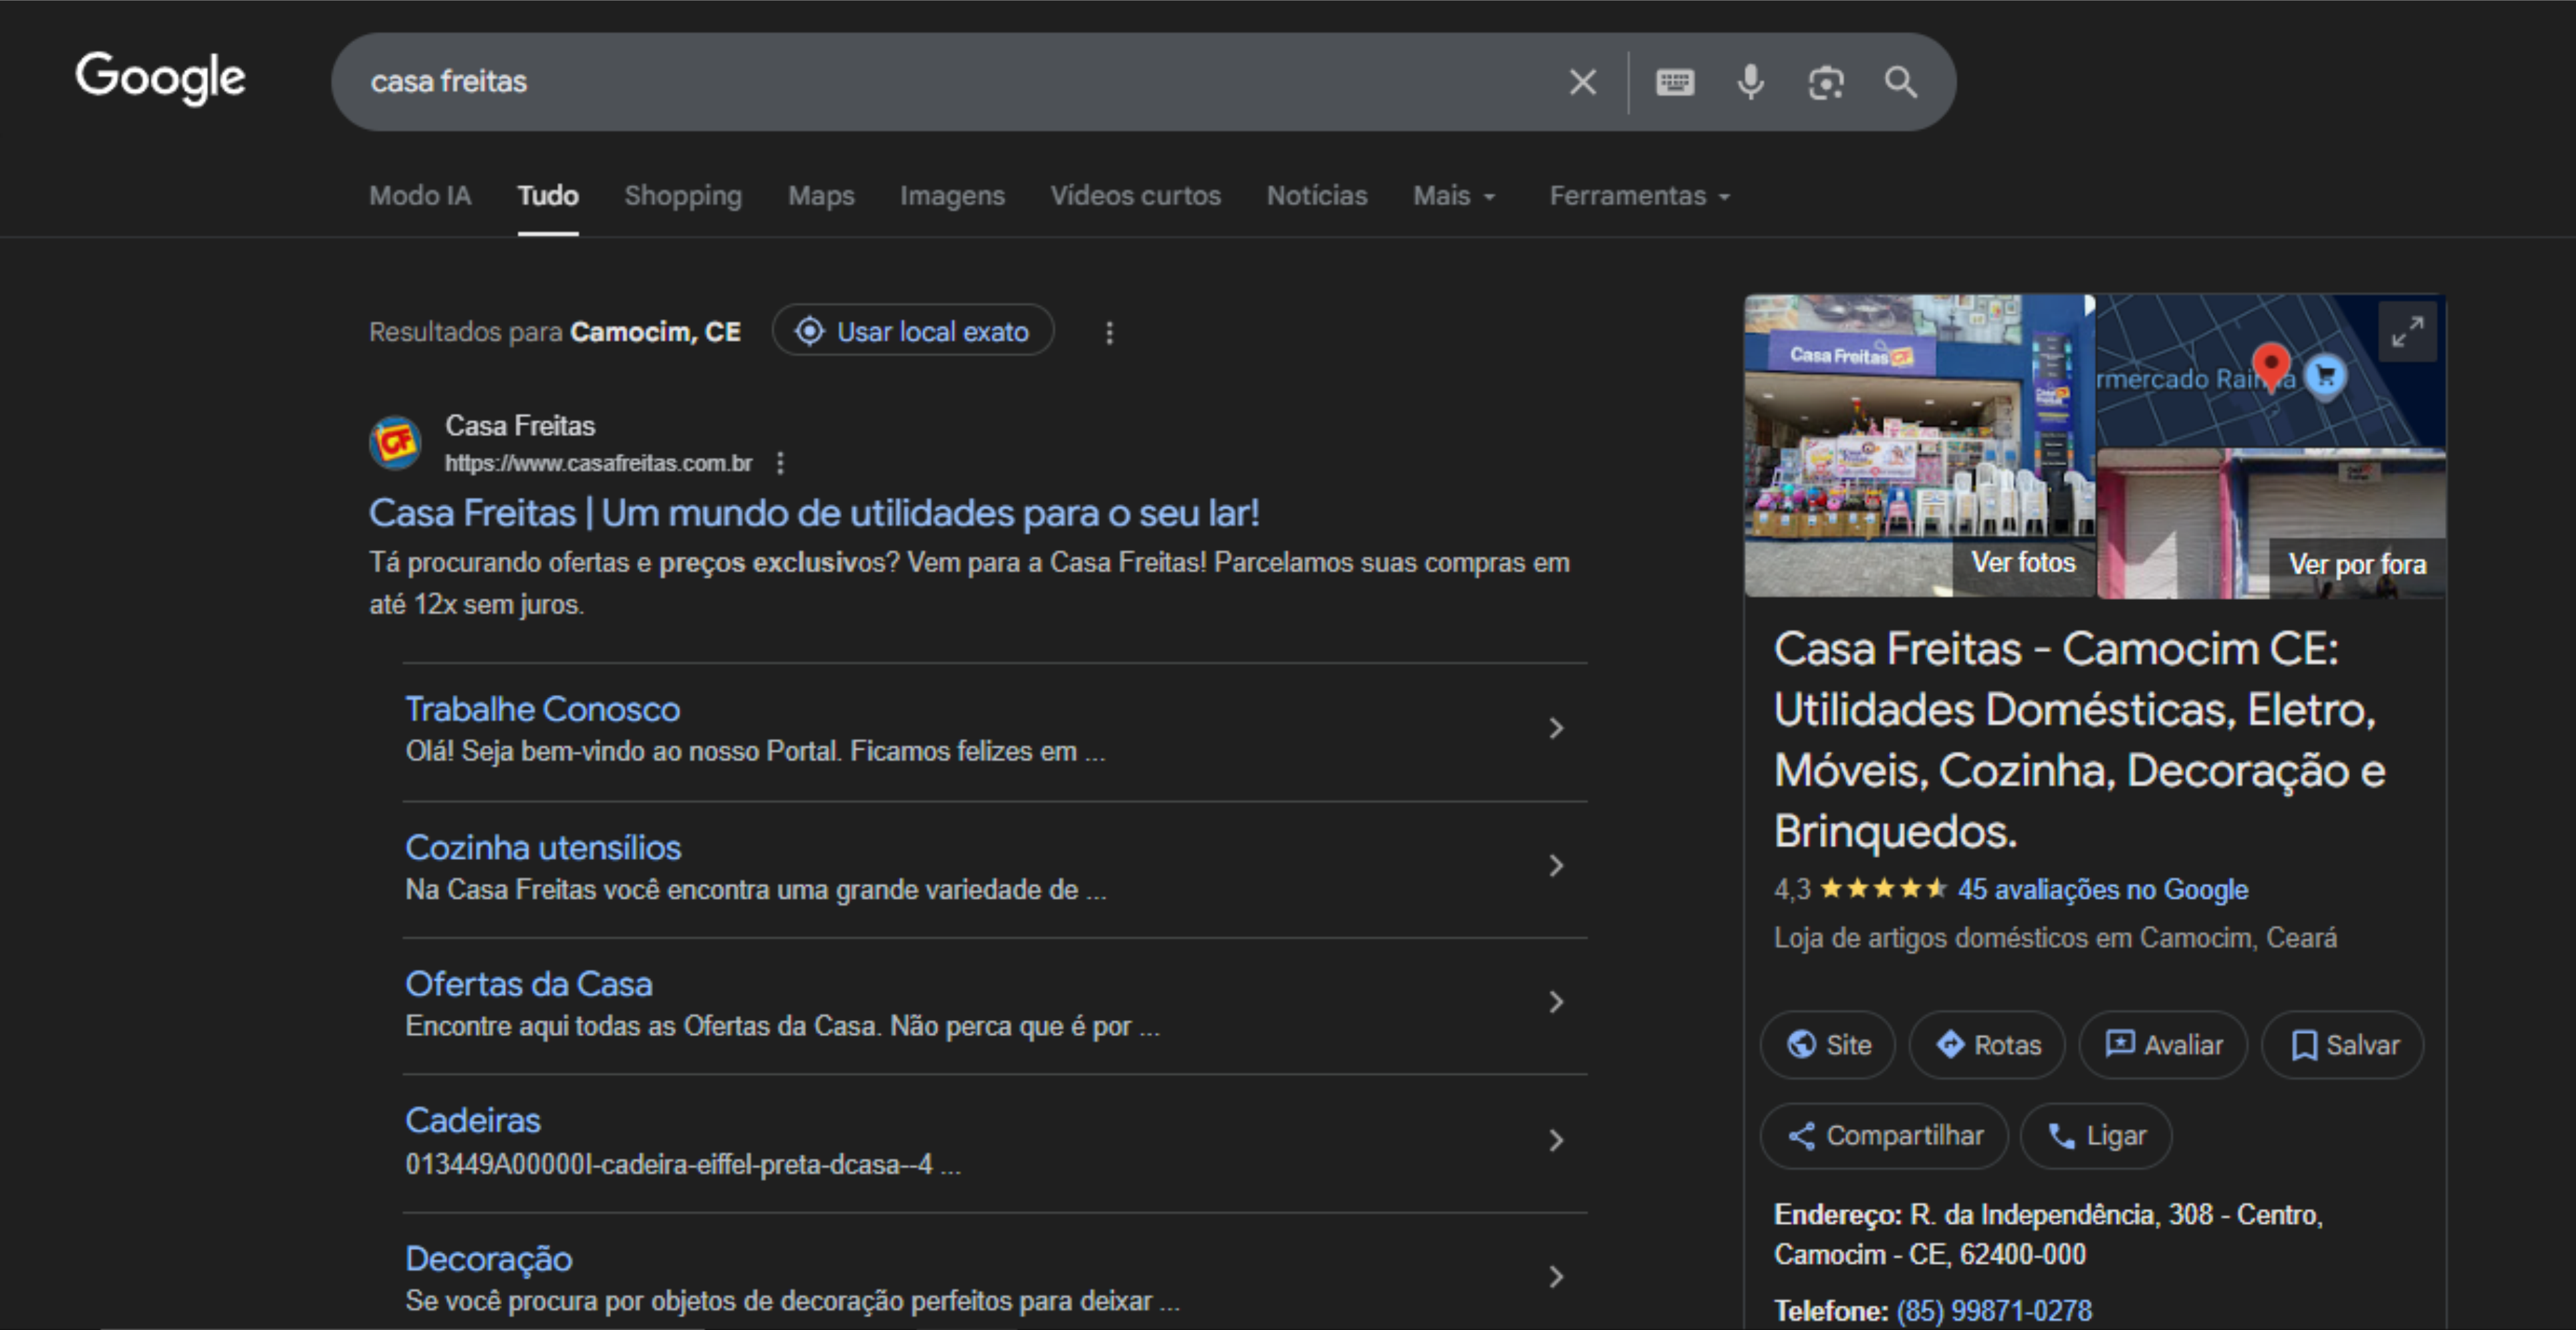 Google
casa freitas
Modo IA
Tudo
Shopping
Maps
Imagens
Vídeos curtos
Notícias
Mais
Ferramentas
Resultados para Camocim, CE
Usar local exato
Casa Freitas
https://www.casafreitas.com.br
Casa Freitas | Um mundo de utilidades para o seu lar!
Tá procurando ofertas e preços exclusivos? Vem para a Casa Freitas! Parcelamos suas compras em
até 12x sem juros.
Trabalhe Conosco
Olá! Seja bem-vindo ao nosso Portal. Ficamos felizes em ...
Cozinha utensílios
Na Casa Freitas você encontra uma grande variedade de ...
Ofertas da Casa
Encontre aqui todas as Ofertas da Casa. Não perca que é por ...
Cadeiras
013449A00000I-cadeira-eiffel-preta-dcasa--4 ...
Decoração
Se você procura por objetos de decoração perfeitos para deixar ...
Casa Freitas CF
Ver fotos
rmercado Rai
a
Ver por fora
Casa Freitas - Camocim CE:
Utilidades Domésticas, Eletro,
Móveis, Cozinha, Decoração e
Brinquedos.
4,3 45 avaliações no Google
Loja de artigos domésticos em Camocim, Ceará
Site
Rotas
Avaliar
Salvar
Compartilhar
Ligar
Endereço: R. da Independência, 308 - Centro,
Camocim - CE, 62400-000
Telefone: (85) 99871-0278